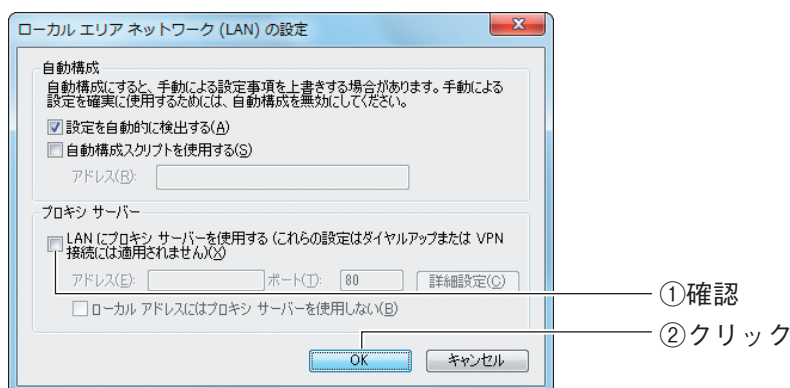 ローカル エリア ネットワーク (LAN) の設定
自動構成
自動構成にすると、手動による設定事項を上書きする場合があります。手動による
設定を確実に使用するためには、自動構成を無効にしてください。
設定を自動的に検出する(A)
自動構成スクリプトを使用する(S)
アドレス(R):
プロキシ サーバー
LAN にプロキシ サーバーを使用する (これらの設定はダイヤルアップまたは VPN
接続には適用されません)(X)
アドレス(E): ポート(T): 80 詳細設定(C)
ローカル アドレスにはプロキシ サーバーを使用しない(B)
①確認
②クリック
OK キャンセル